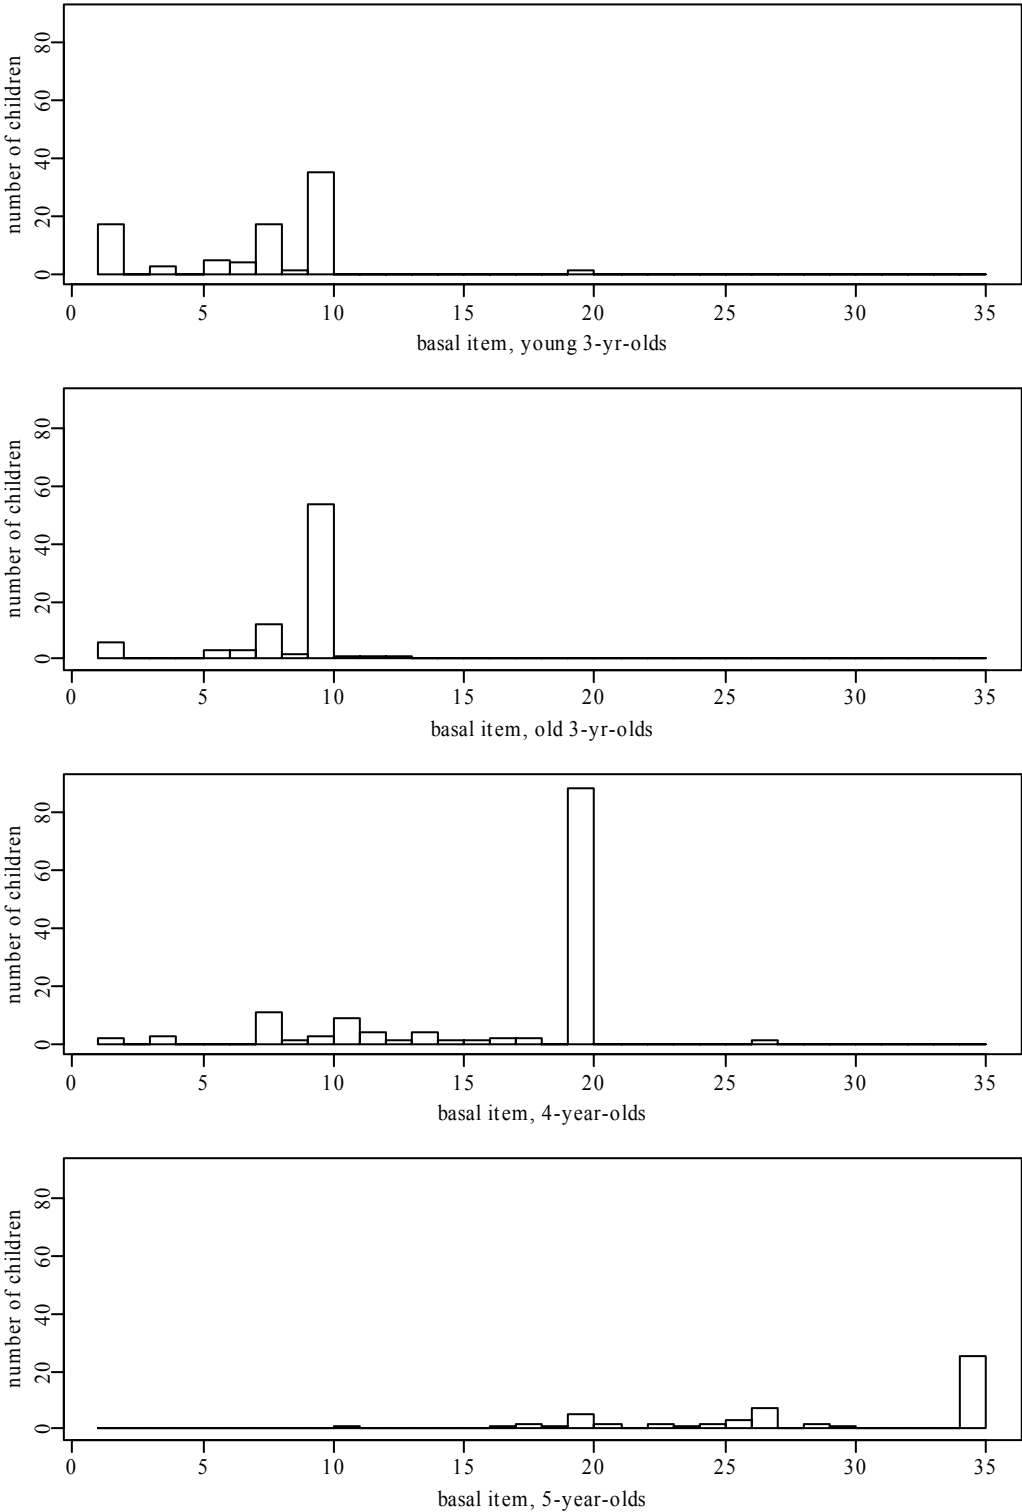 number of children
80
60
40
20
0
0 5 10 15 20 25 30 35
basal item, young 3-yr-olds
number of children
80
60
40
20
0
0 5 10 15 20 25 30 35
basal item, old 3-yr-olds
number of children
80
60
40
20
0
0 5 10 15 20 25 30 35
basal item, 4-year-olds
number of children
80
60
40
20
0
0 5 10 15 20 25 30 35
basal item, 5-year-olds